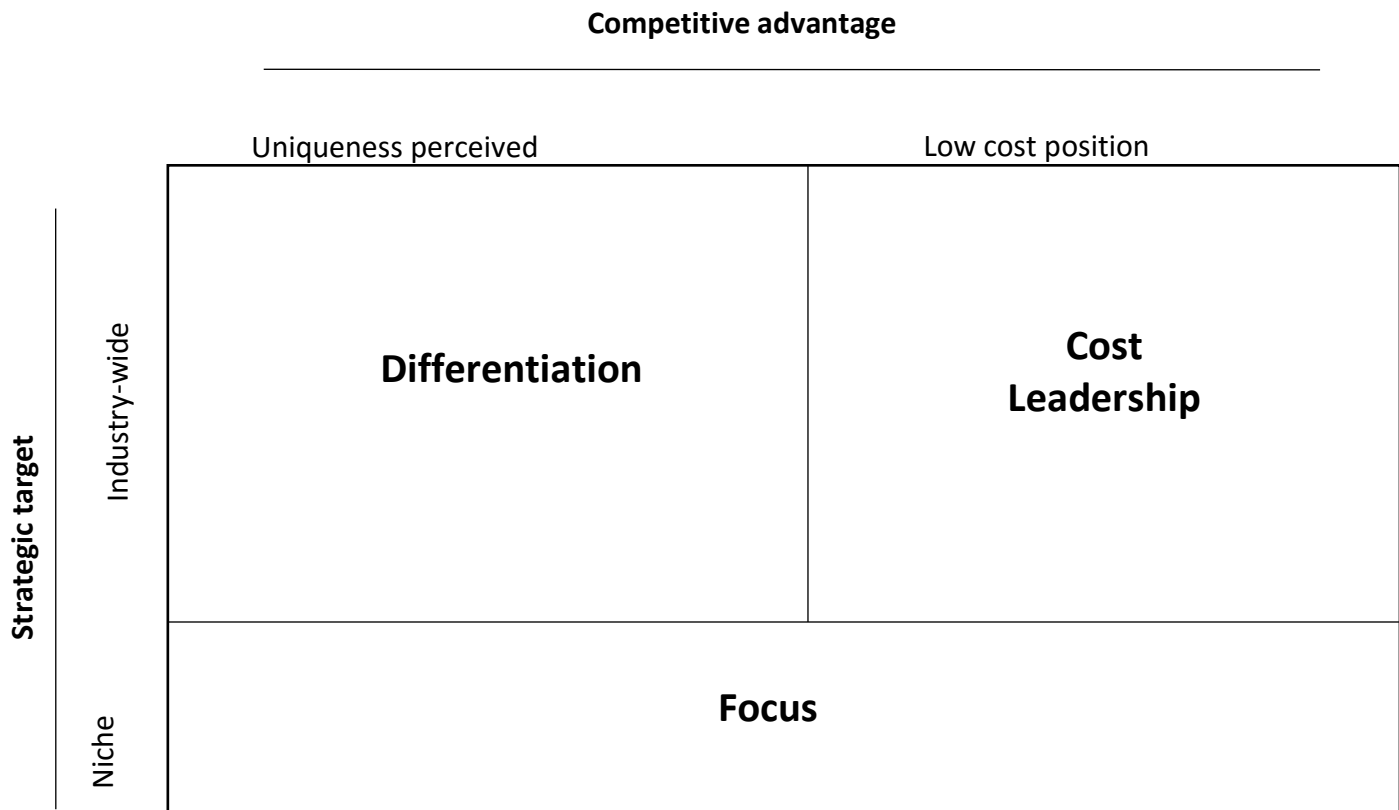 Competitive advantage
Uniqueness perceived
Low cost position
Strategic target
Industry-wide
Differentiation
Cost
Leadership
Niche
Focus